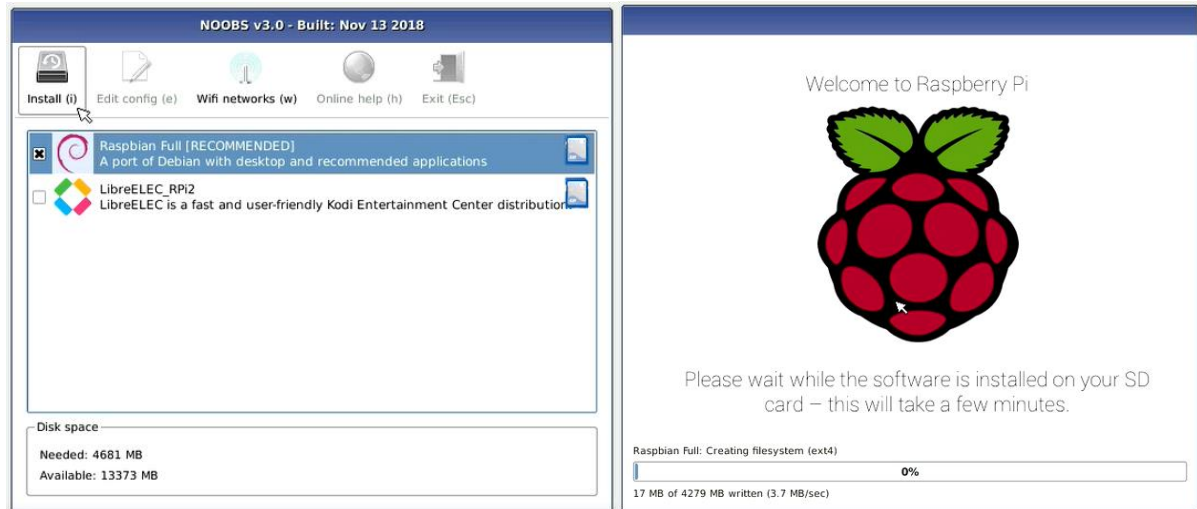 NOOBS v3.0 - Built: Nov 13 2018
Install (i) Edit config (e) Wifi networks (w) Online help (h) Exit (Esc)
Raspbian Full [RECOMMENDED]
A port of Debian with desktop and recommended applications
LibreELEC_RPi2
LibreELEC is a fast and user-friendly Kodi Entertainment Center distribution
Disk space
Needed: 4681 MB
Available: 13373 MB
Welcome to Raspberry Pi
Please wait while the software is installed on your SD
card – this will take a few minutes.
Raspbian Full: Creating filesystem (ext4)
0%
17 MB of 4279 MB written (3.7 MB/sec)